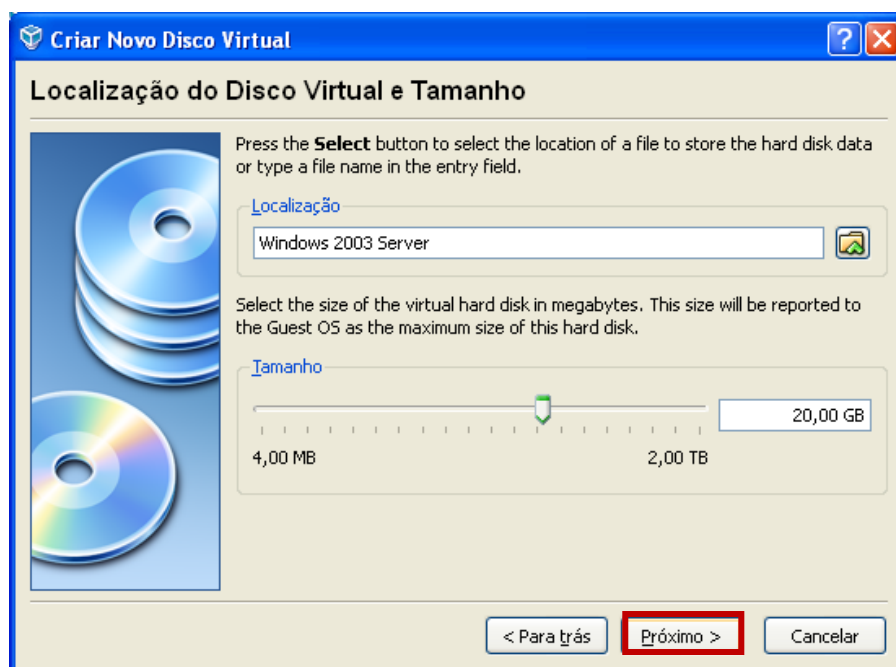 Criar Novo Disco Virtual
Localização do Disco Virtual e Tamanho
Press the Select button to select the location of a file to store the hard disk data
or type a file name in the entry field.
Localização
Windows 2003 Server
Select the size of the virtual hard disk in megabytes. This size will be reported to
the Guest OS as the maximum size of this hard disk.
Tamanho
20,00 GB
4,00 MB 2,00 TB
< Para trás Próximo > Cancelar